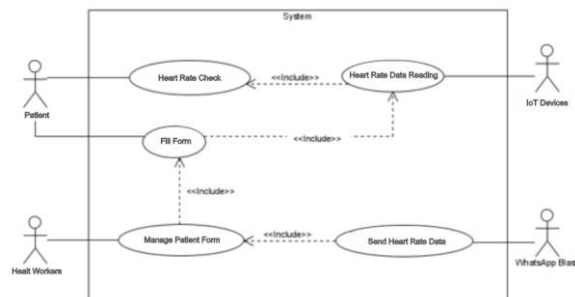 System
Heart Rate Check
<<Include>>
Heart Rate Data Reading
Patient
IoT Devices
Fill Form
<<Include>>
<<Include>>
Manage Patient Form
<<Include>>
Send Heart Rate Data
Healt Workers
WhatsApp Blast